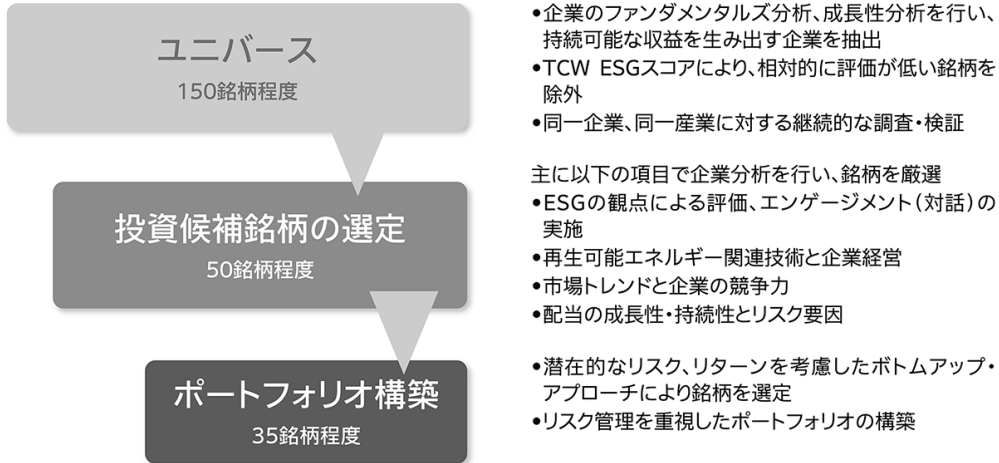 ユニバース
150銘柄程度
•企業のファンダメンタルズ分析、成長性分析を行い、
持続可能な収益を生み出す企業を抽出
•TCW ESGスコアにより、相対的に評価が低い銘柄を
除外
•同一企業、同一産業に対する継続的な調査・検証
投資候補銘柄の選定
50銘柄程度
主に以下の項目で企業分析を行い、銘柄を厳選
•ESGの観点による評価、エンゲージメント（対話）の
実施
•再生可能エネルギー関連技術と企業経営
•市場トレンドと企業の競争力
•配当の成長性・持続性とリスク要因
ポートフォリオ構築
35銘柄程度
•潜在的なリスク、リターンを考慮したボトムアップ・
アプローチにより銘柄を選定
•リスク管理を重視したポートフォリオの構築